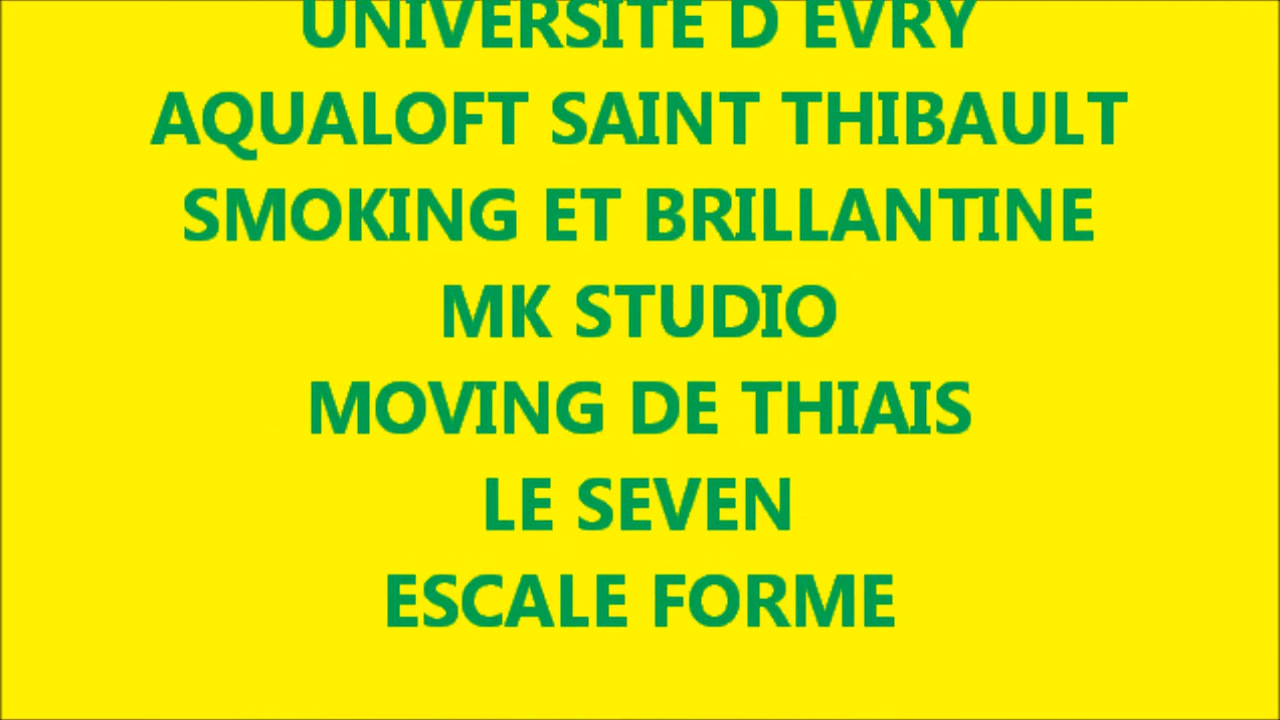 UNIVERSITE D EVRY
AQUALOFT SAINT THIBAULT
SMOKING ET BRILLANTINE
MK STUDIO
MOVING DE THIAIS
LE SEVEN
ESCALE FORME